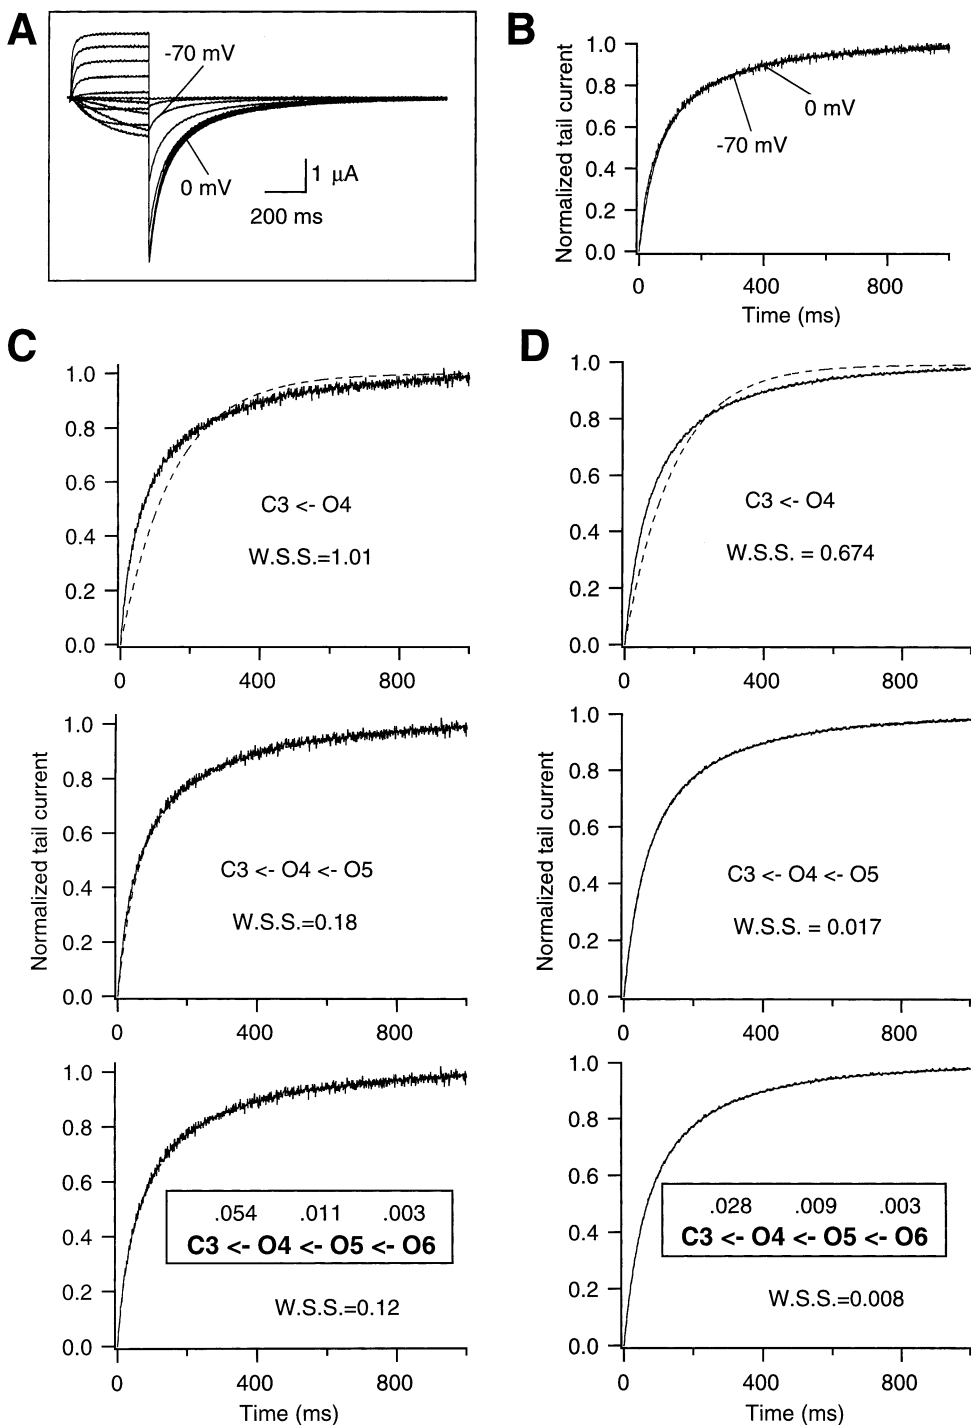 A
-70 mV
0 mV
1 μA
200 ms
B
Normalized tail current
1.0
0.8
0.6
0.4
0.2
0.0
0 mV
-70 mV
0
400
800
Time (ms)
C
1.0
0.8
0.6
0.4
0.2
0.0
C3 <- O4
W.S.S.=1.01
0
400
800
D
1.0
0.8
0.6
0.4
0.2
0.0
C3 <- O4
W.S.S. = 0.674
0
400
800
Normalized tail current
1.0
0.8
0.6
0.4
0.2
0.0
C3 <- O4 <- O5
W.S.S.=0.18
0
400
800
Normalized tail current
1.0
0.8
0.6
0.4
0.2
0.0
C3 <- O4 <- O5
W.S.S. = 0.017
0
400
800
1.0
0.8
0.6
0.4
0.2
0.0
.054 .011 .003
C3 <- O4 <- O5 <- O6
W.S.S.=0.12
0
400
800
Time (ms)
1.0
0.8
0.6
0.4
0.2
0.0
.028 .009 .003
C3 <- O4 <- O5 <- O6
W.S.S.=0.008
0
400
800
Time (ms)